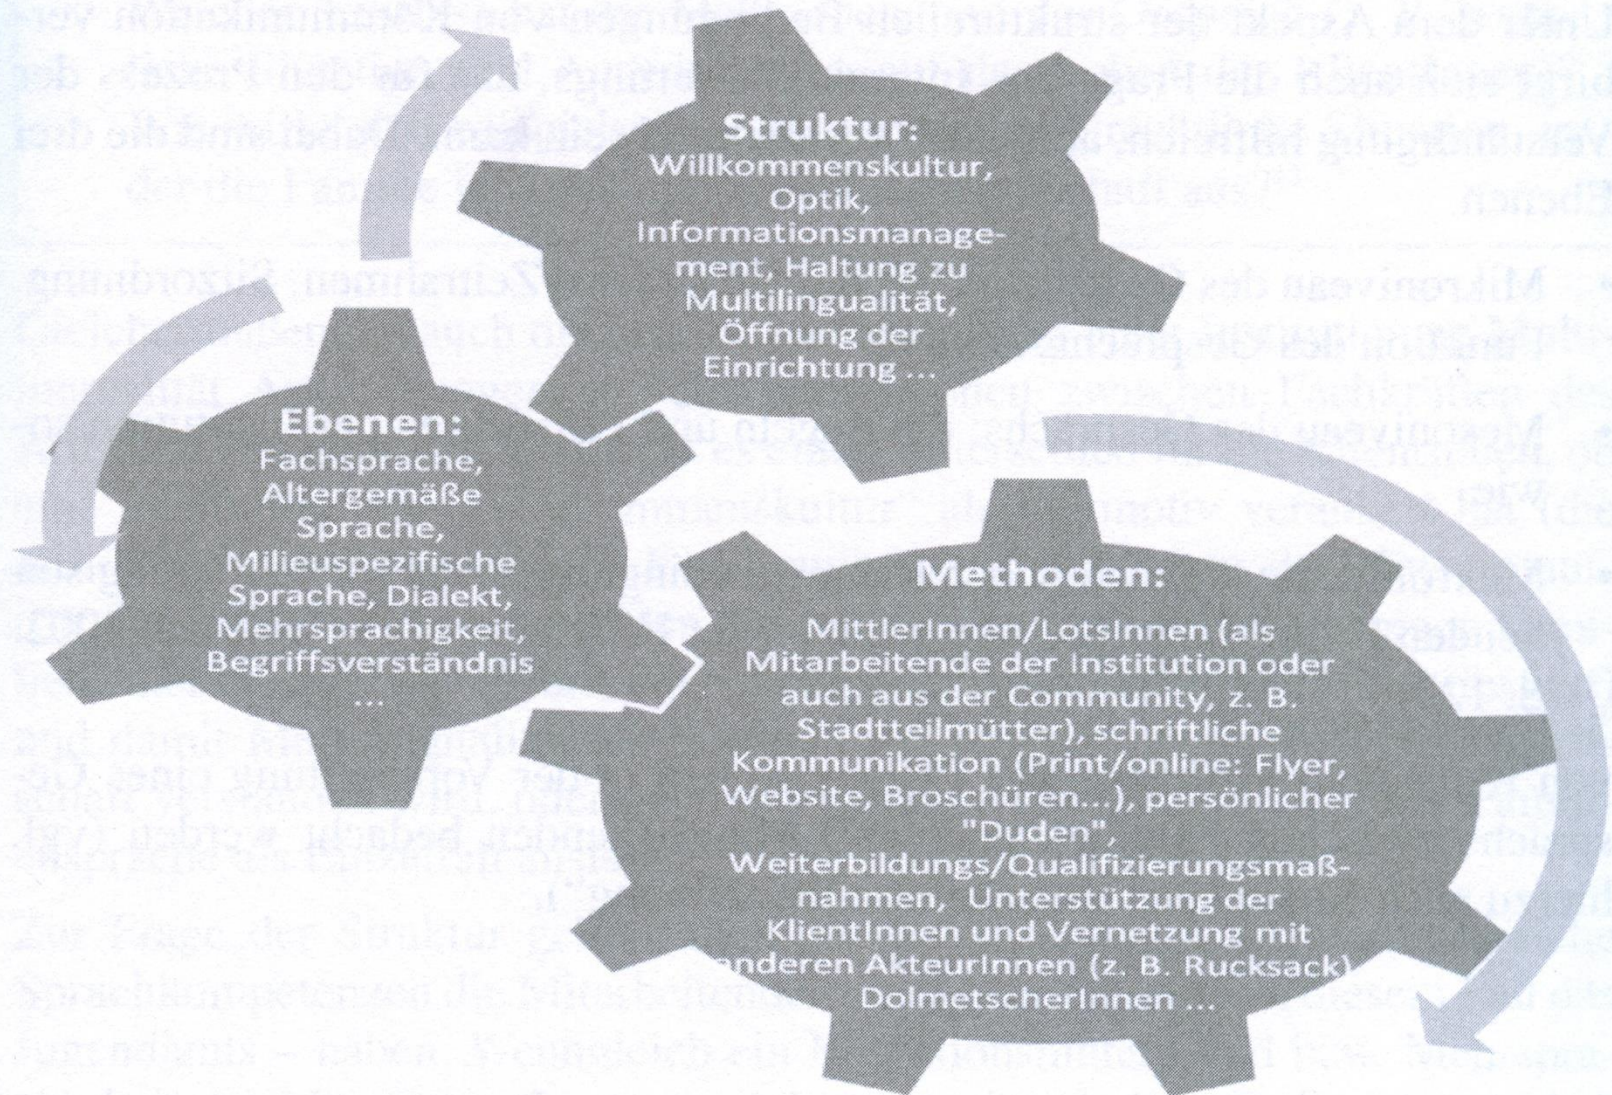 Struktur:
Willkommenskultur,
Optik,
Informationsmanage-
ment, Haltung zu
Multilingualität,
Öffnung der
Einrichtung ...
Ebenen:
Fachsprache,
Altergemäße
Sprache,
Milieuspezifische
Sprache, Dialekt,
Mehrsprachigkeit,
Begriffsverständnis
...
Methoden:
MittlerInnen/LotsInnen (als
Mitarbeitende der Institution oder
auch aus der Community, z. B.
Stadtteilmütter), schriftliche
Kommunikation (Print/online: Flyer,
Website, Broschüren...), persönlicher
"Duden",
Weiterbildungs/Qualifizierungsmaß-
nahmen, Unterstützung der
KlientInnen und Vernetzung mit
anderen AkteurInnen (z. B. Rucksack)
DolmetscherInnen ...